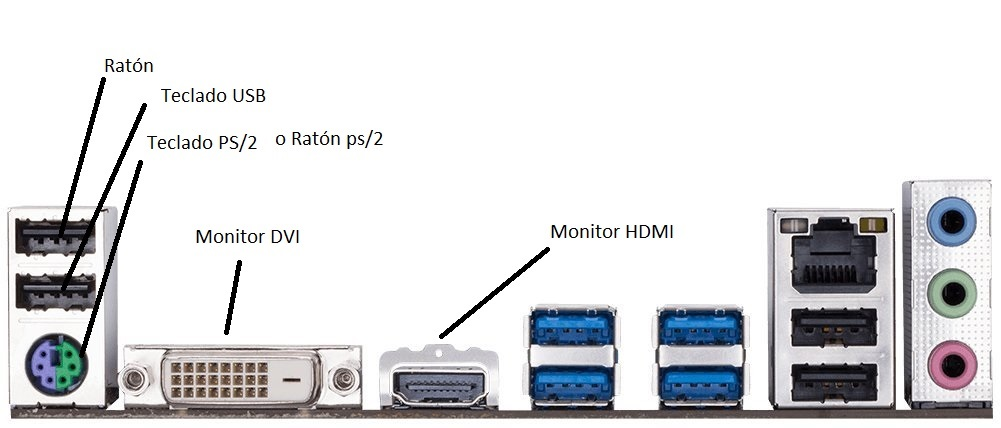 Ratón
Teclado USB
Teclado PS/2 o Ratón ps/2
Monitor DVI
Monitor HDMI